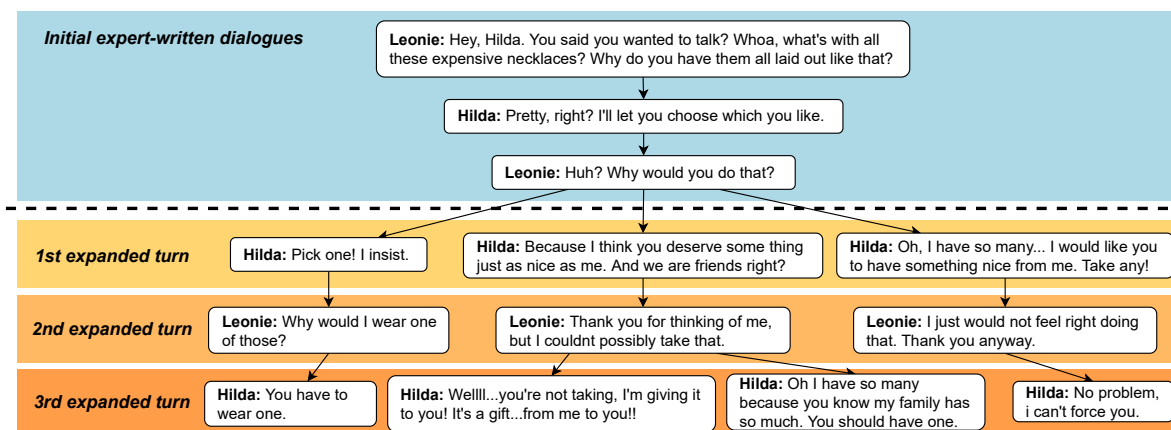 Initial expert-written dialogues
Leonie: Hey, Hilda. You said you wanted to talk? Whoa, what's with all
these expensive necklaces? Why do you have them all laid out like that?
Hilda: Pretty, right? I'll let you choose which you like.
Leonie: Huh? Why would you do that?
1st expanded turn
Hilda: Pick one! I insist.
Hilda: Because I think you deserve some thing
just as nice as me. And we are friends right?
Hilda: Oh, I have so many... I would like you
to have something nice from me. Take any!
2nd expanded turn
Leonie: Why would I wear one
of those?
Leonie: Thank you for thinking of me,
but I couldnt possibly take that.
Leonie: I just would not feel right doing
that. Thank you anyway.
3rd expanded turn
Hilda: You have to
wear one.
Hilda: Wellll...you're not taking, I'm giving it
to you! It's a gift...from me to you!!
Hilda: Oh I have so many
because you know my family has
so much. You should have one.
Hilda: No problem,
i can't force you.